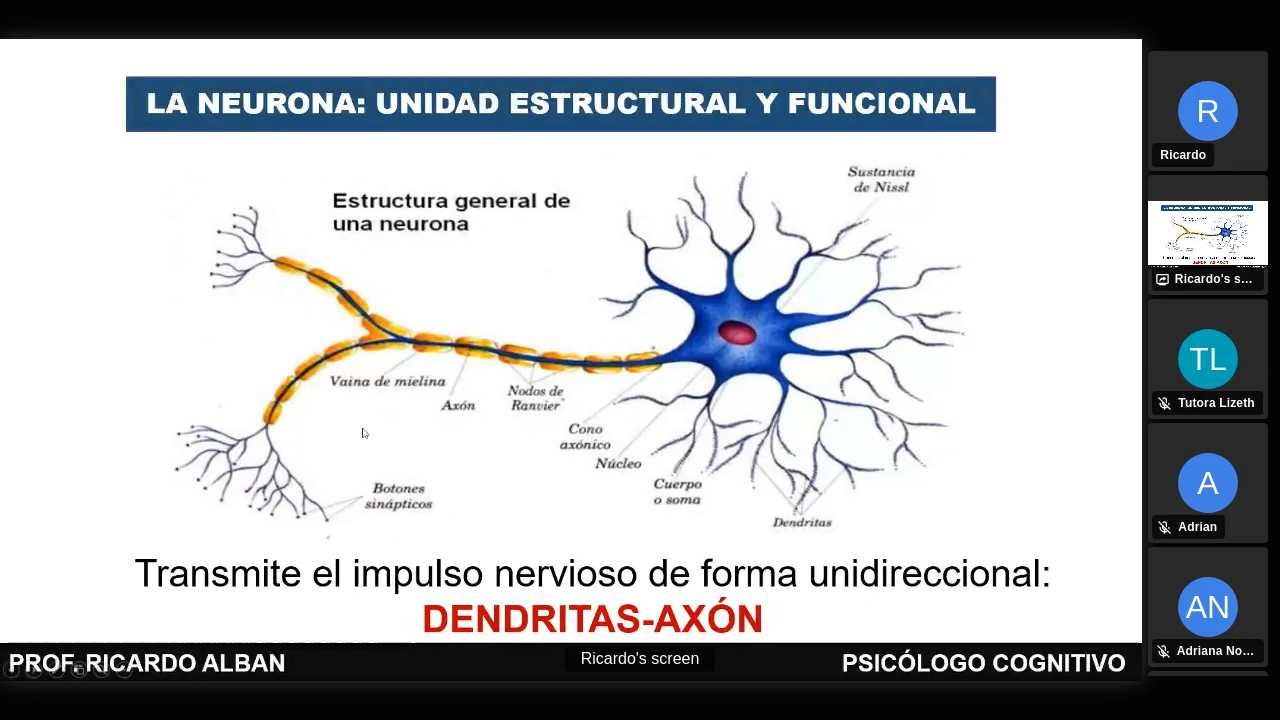 LA NEURONA: UNIDAD ESTRUCTURAL Y FUNCIONAL
Estructura general de
una neurona
Sustancia
de Nissl
Vaina de mielina
Axón
Nodos de
Ranvier
Cono
axónico
Núcleo
Cuerpo
o soma
Dendritas
Botones
sinápticos
Transmite el impulso nervioso de forma unidireccional:
DENDRITAS-AXÓN
PROF. RICARDO ALBAN
Ricardo's screen
PSICÓLOGO COGNITIVO
R
Ricardo
Ricardo's s...
TL
Tutora Lizeth
A
Adrian
AN
Adriana No...